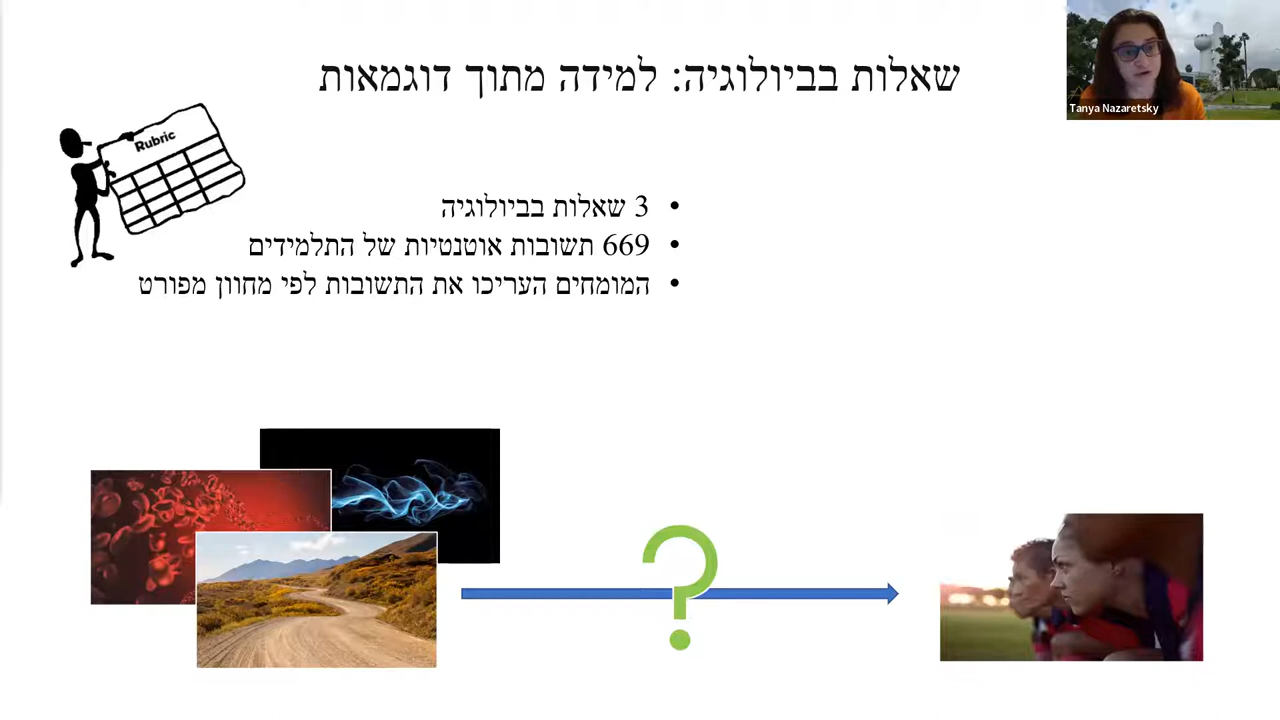 שאלות בביולוגיה: למידה מתוך דוגמאות
Tanya Nazaretsky
Rubric
• 3 שאלות בביולוגיה
• 669 תשובות אוטנטיות של התלמידים
• המומחים העריכו את התשובות לפי מחוון מפורט
?